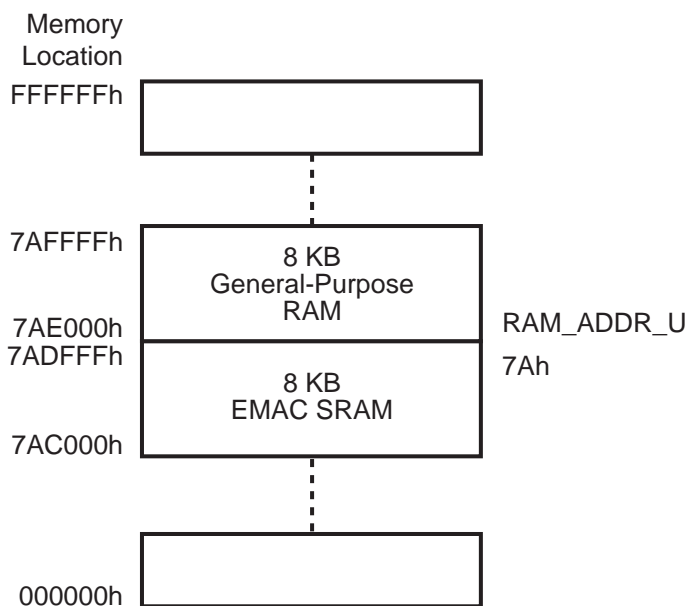 Memory
Location
FFFFFFh
7AFFFFh
8 KB
General-Purpose
RAM
7AE000h
RAM_ADDR_U
7ADFFFh
7Ah
8 KB
EMAC SRAM
7AC000h
000000h